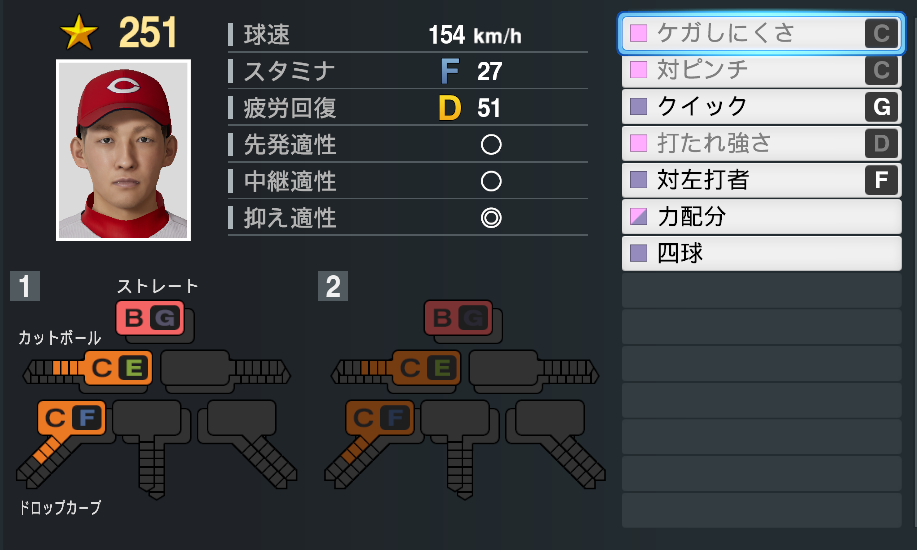 ★ 251
球速 154 km/h
スタミナ F 27
疲労回復 D 51
先発適性 ○
中継適性 ○
抑え適性 ◎
ケガしにくさ C
対ピンチ C
クイック G
打たれ強さ D
対左打者 F
力配分
四球
C
1
ストレート
B G
カットボール
C E
C F
ドロップカーブ
2
B G
C E
C F